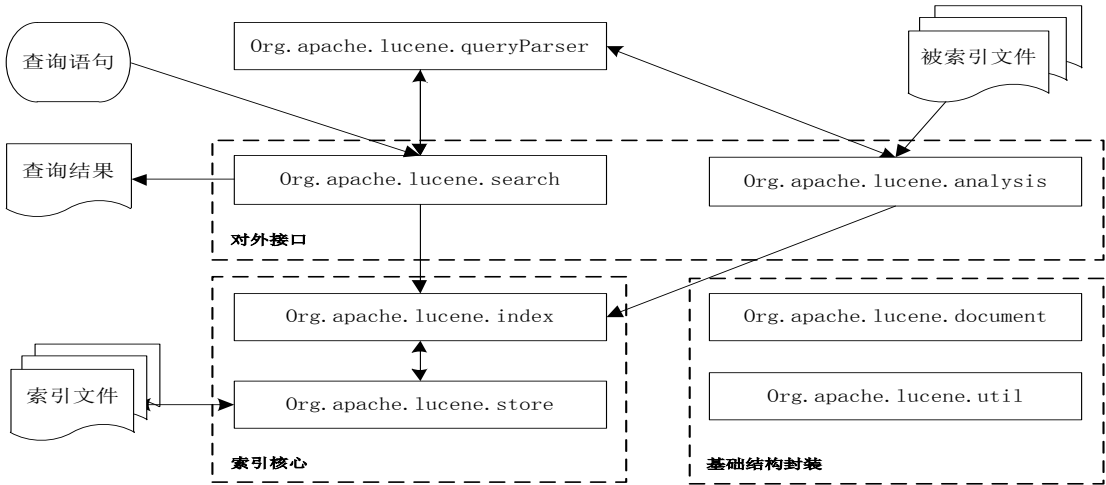 查询语句
Org.apache.lucene.queryParser
被索引文件
查询结果
Org.apache.lucene.search
Org.apache.lucene.analysis
对外接口
Org.apache.lucene.index
Org.apache.lucene.document
索引文件
Org.apache.lucene.store
Org.apache.lucene.util
索引核心
基础结构封装